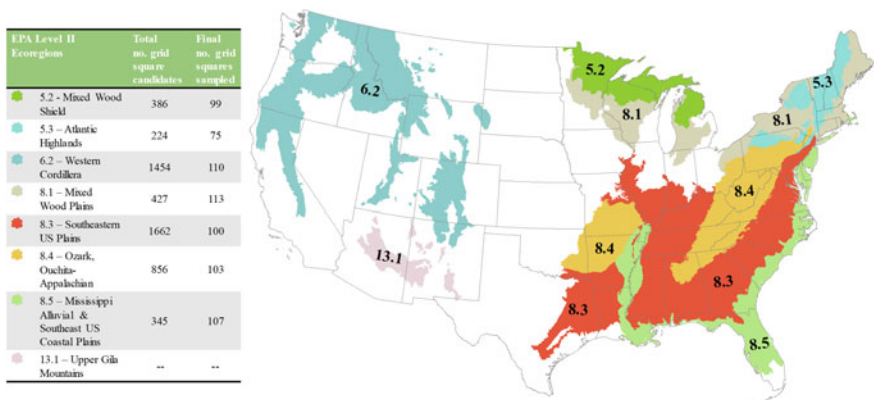 EPA Level II Total Final
Ecoregions no. grid no. grid
square squares
candidates sampled
5.2 - Mixed Wood 386 99
Shield
5.3 – Atlantic 224 75
Highlands
6.2 – Western 1454 110
Cordillera
8.1 – Mixed 427 113
Wood Plains
8.3 – Southeastern 1662 100
US Plains
8.4 – Ozark, 856 103
Ouchita-
Appalachian
8.5 – Mississippi 345 107
Alluvial &
Southeast US
Coastal Plains
13.1 – Upper Gila -- --
Mountains
5.2
5.3
6.2
8.1
8.1
8.4
8.4
13.1
8.3
8.3
8.5